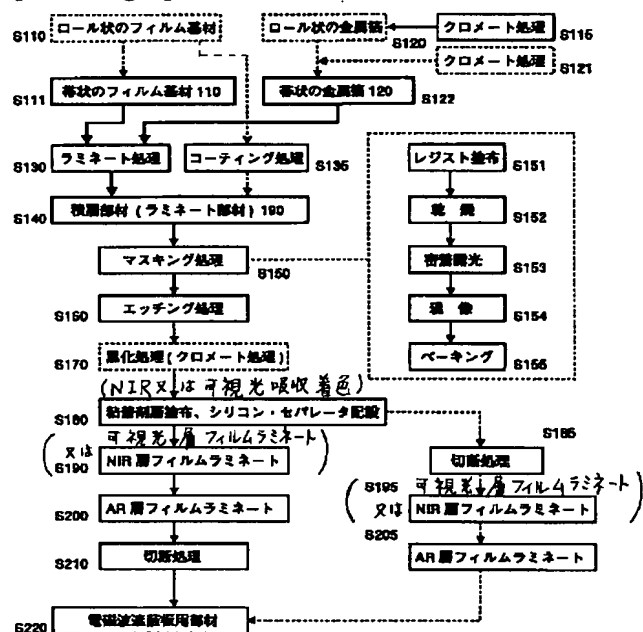 S110 ロール状のフィルム基材
ロール状の金属箔 S120
クロメート処理 S115
クロメート処理 S121
S111 帯状のフィルム基材 110
帯状の金属箔 120 S122
S130 ラミネート処理
コーティング処理 S135
S140 積層部材 (ラミネート部材) 190
マスキング処理 S150
S160 エッチング処理
S170 黒化処理 (クロメート処理)
(NIR又は可視光吸収着色)
S180 粘着剤層塗布、シリコン・セパレータ配設
(又は 可視光層フィルムラミネート)
S190 NIR 層フィルムラミネート
S200 AR 層フィルムラミネート
S210 切断処理
S220 電磁波遮蔽板用部材
レジスト塗布 S151
乾 燥 S152
密着露光 S153
現 像 S154
ベーキング S155
S185
切断処理
S195 可視光層フィルムラミネート
(又は NIR 層フィルムラミネート)
S205
AR 層フィルムラミネート